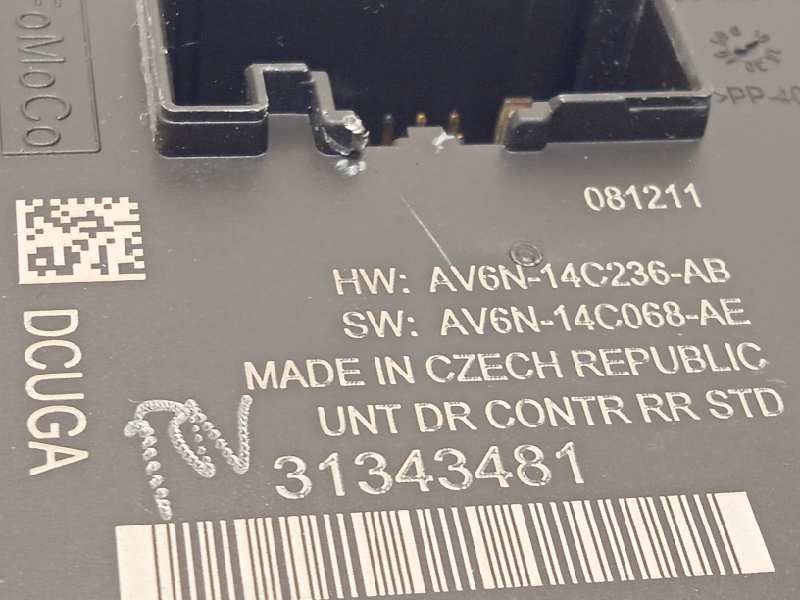 FoMoCo
>PP-
081211
HW: AV6N-14C236-AB
SW: AV6N-14C068-AE
MADE IN CZECH REPUBLIC
UNT DR CONTR RR STD
DCUGA
31343481